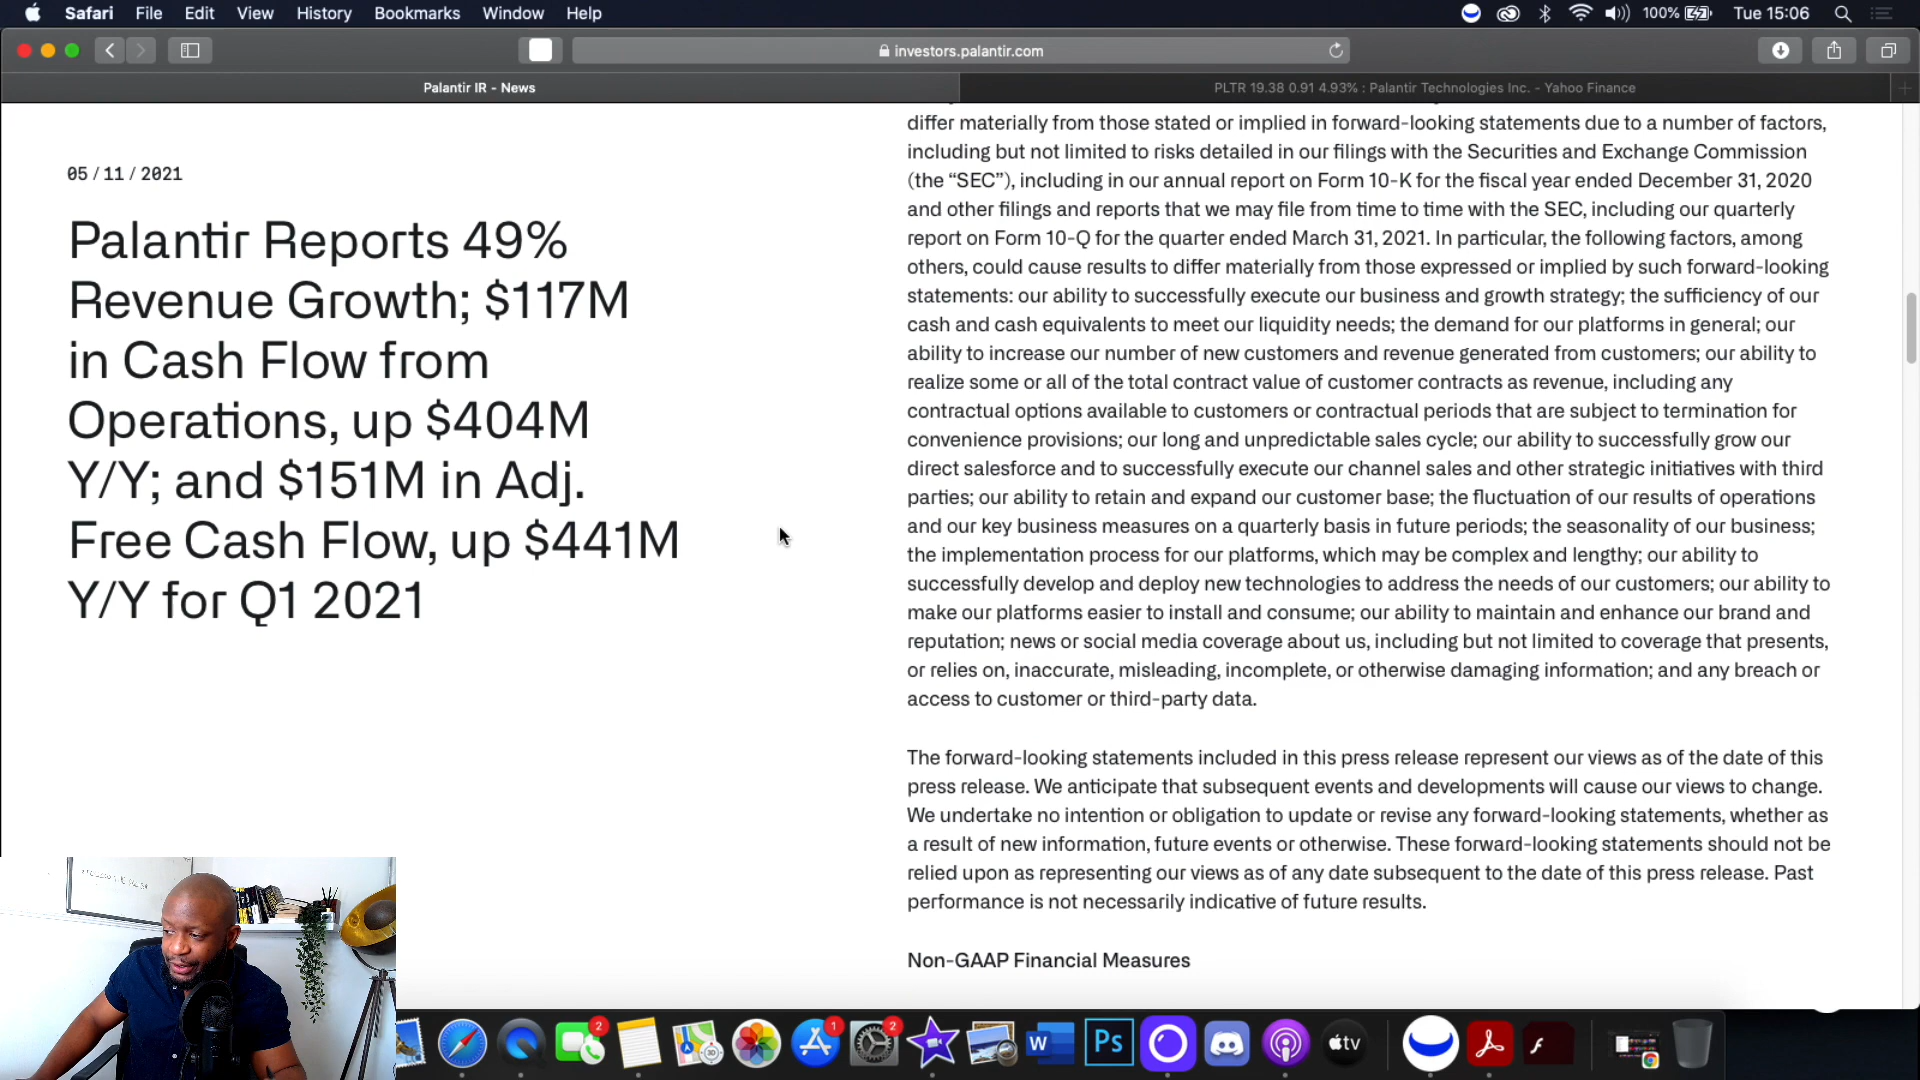 Safari File Edit View History Bookmarks Window Help 100% Tue 15:06
investors.palantir.com
Palantir IR - News
PLTR 19.38 0.91 4.93% : Palantir Technologies Inc. - Yahoo Finance
05 / 11 / 2021
Palantir Reports 49%
Revenue Growth; $117M
in Cash Flow from
Operations, up $404M
Y/Y; and $151M in Adj.
Free Cash Flow, up $441M
Y/Y for Q1 2021
differ materially from those stated or implied in forward-looking statements due to a number of factors,
including but not limited to risks detailed in our filings with the Securities and Exchange Commission
(the “SEC”), including in our annual report on Form 10-K for the fiscal year ended December 31, 2020
and other filings and reports that we may file from time to time with the SEC, including our quarterly
report on Form 10-Q for the quarter ended March 31, 2021. In particular, the following factors, among
others, could cause results to differ materially from those expressed or implied by such forward-looking
statements: our ability to successfully execute our business and growth strategy; the sufficiency of our
cash and cash equivalents to meet our liquidity needs; the demand for our platforms in general; our
ability to increase our number of new customers and revenue generated from customers; our ability to
realize some or all of the total contract value of customer contracts as revenue, including any
contractual options available to customers or contractual periods that are subject to termination for
convenience provisions; our long and unpredictable sales cycle; our ability to successfully grow our
direct salesforce and to successfully execute our channel sales and other strategic initiatives with third
parties; our ability to retain and expand our customer base; the fluctuation of our results of operations
and our key business measures on a quarterly basis in future periods; the seasonality of our business;
the implementation process for our platforms, which may be complex and lengthy; our ability to
successfully develop and deploy new technologies to address the needs of our customers; our ability to
make our platforms easier to install and consume; our ability to maintain and enhance our brand and
reputation; news or social media coverage about us, including but not limited to coverage that presents,
or relies on, inaccurate, misleading, incomplete, or otherwise damaging information; and any breach or
access to customer or third-party data.
The forward-looking statements included in this press release represent our views as of the date of this
press release. We anticipate that subsequent events and developments will cause our views to change.
We undertake no intention or obligation to update or revise any forward-looking statements, whether as
a result of new information, future events or otherwise. These forward-looking statements should not be
relied upon as representing our views as of any date subsequent to the date of this press release. Past
performance is not necessarily indicative of future results.
Non-GAAP Financial Measures
2 3D 1 2 W Ps tv